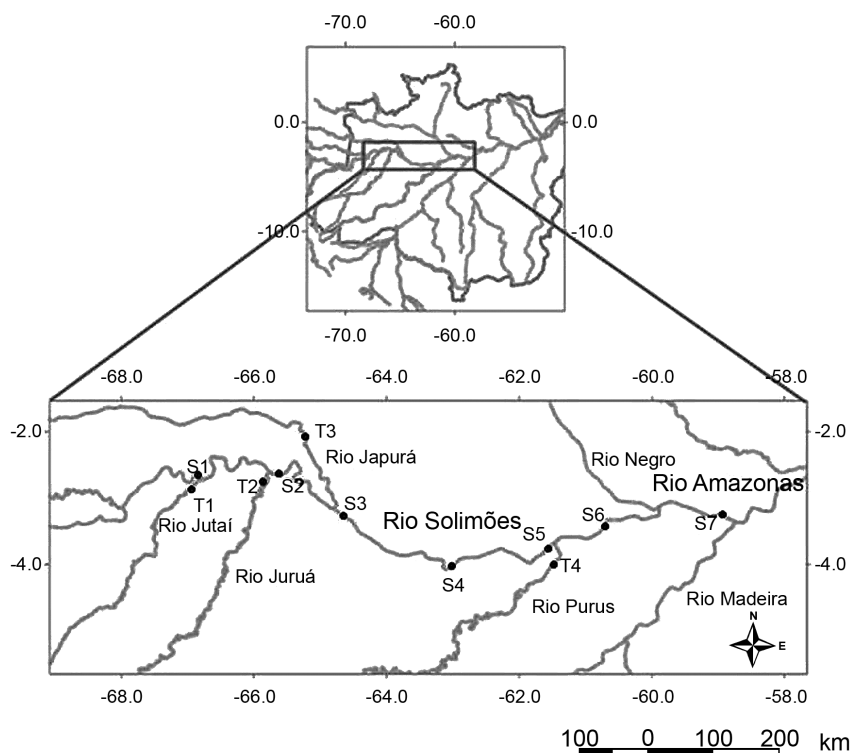 -70.0 -60.0
0.0 0.0
-10.0 -10.0
-70.0 -60.0
-68.0 -66.0 -64.0 -62.0 -60.0 -58.0
-2.0 -2.0
T3
Rio Japurá
Rio Negro
S1
T2
S2
Rio Amazonas
T1
S3
Rio Jutaí
Rio Solimões
S6
S7
S5
-4.0 -4.0
T4
S4
Rio Juruá
Rio Purus
Rio Madeira
N
E
-68.0 -66.0 -64.0 -62.0 -60.0 -58.0
100 0 100 200 km